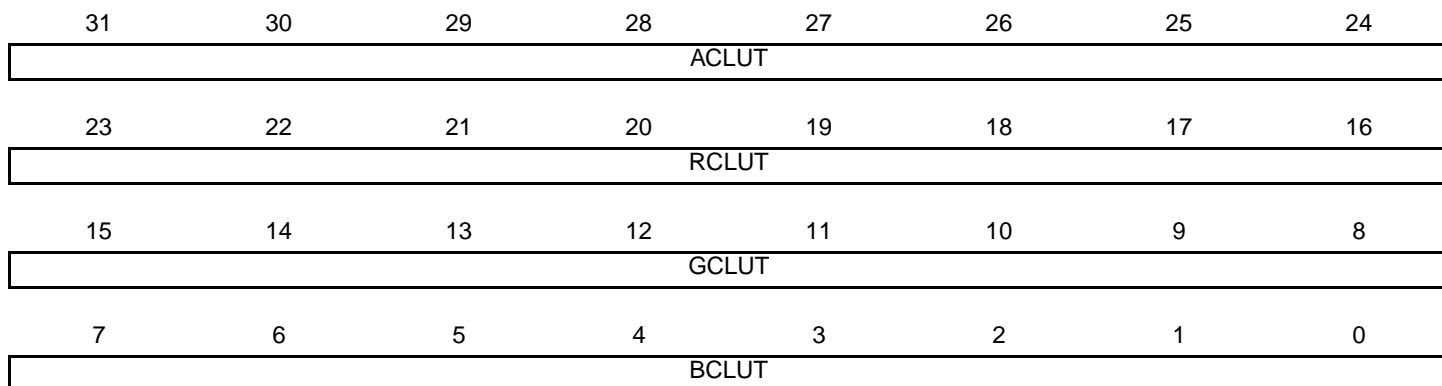 31 30 29 28 27 26 25 24
ACLUT
23 22 21 20 19 18 17 16
RCLUT
15 14 13 12 11 10 9 8
GCLUT
7 6 5 4 3 2 1 0
BCLUT